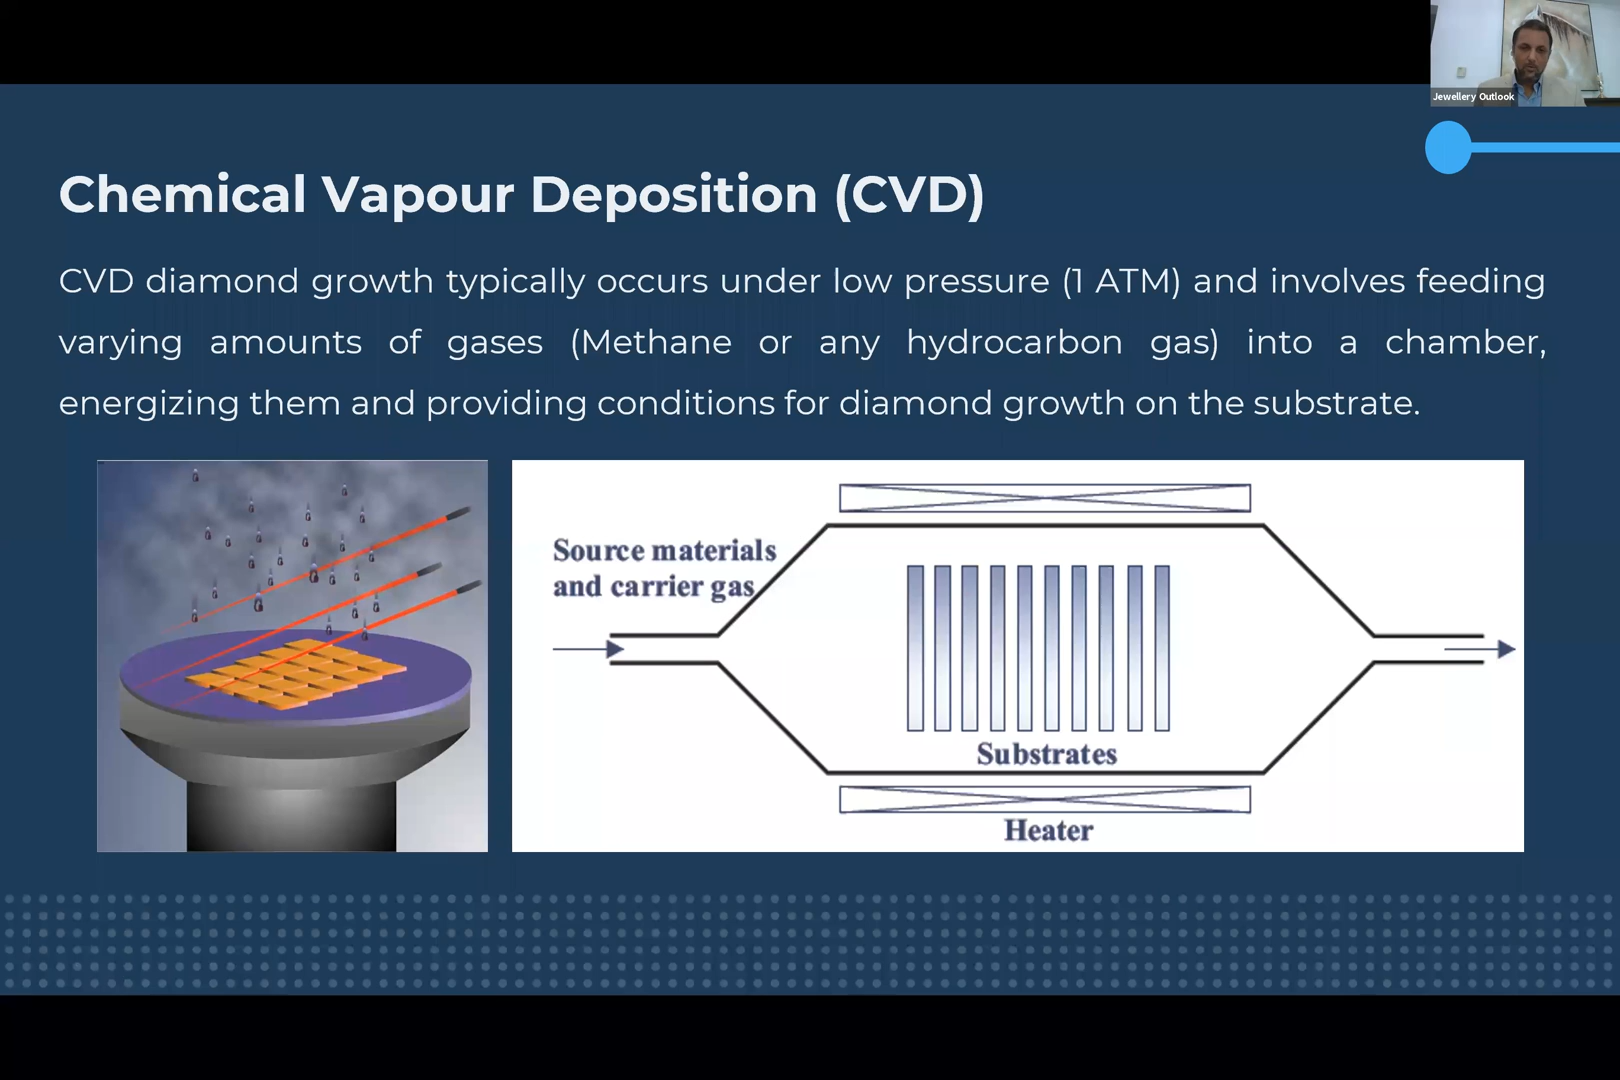 Jewellery Outlook
Chemical Vapour Deposition (CVD)
CVD diamond growth typically occurs under low pressure (1 ATM) and involves feeding
varying amounts of gases (Methane or any hydrocarbon gas) into a chamber,
energizing them and providing conditions for diamond growth on the substrate.
Source materials
and carrier gas
Substrates
Heater